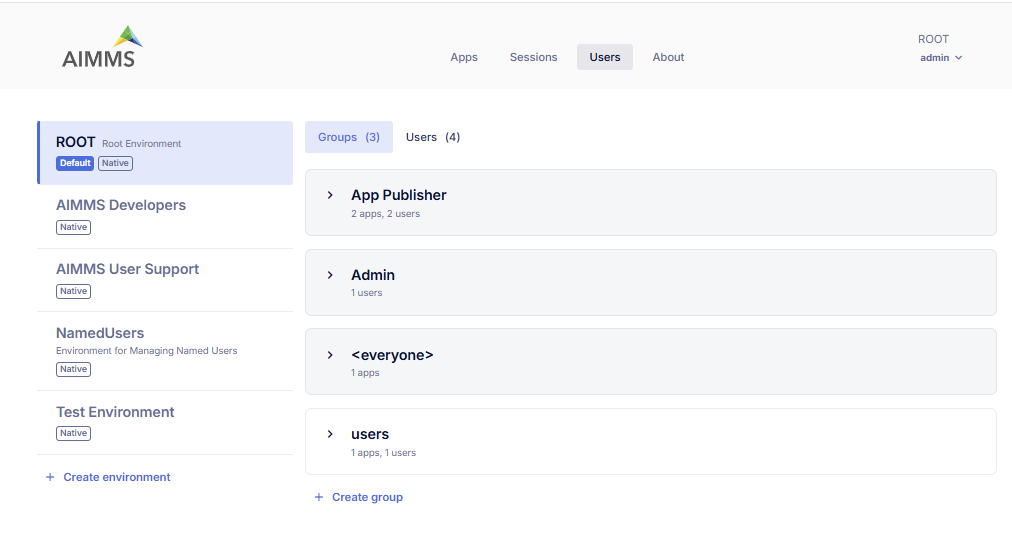 AIMMS
Apps
Sessions
Users
About
ROOT
admin
ROOT Root Environment
Default Native
AIMMS Developers
Native
AIMMS User Support
Native
NamedUsers
Environment for Managing Named Users
Native
Test Environment
Native
+ Create environment
Groups (3)
Users (4)
App Publisher
2 apps, 2 users
Admin
1 users
<everyone>
1 apps
users
1 apps, 1 users
+ Create group